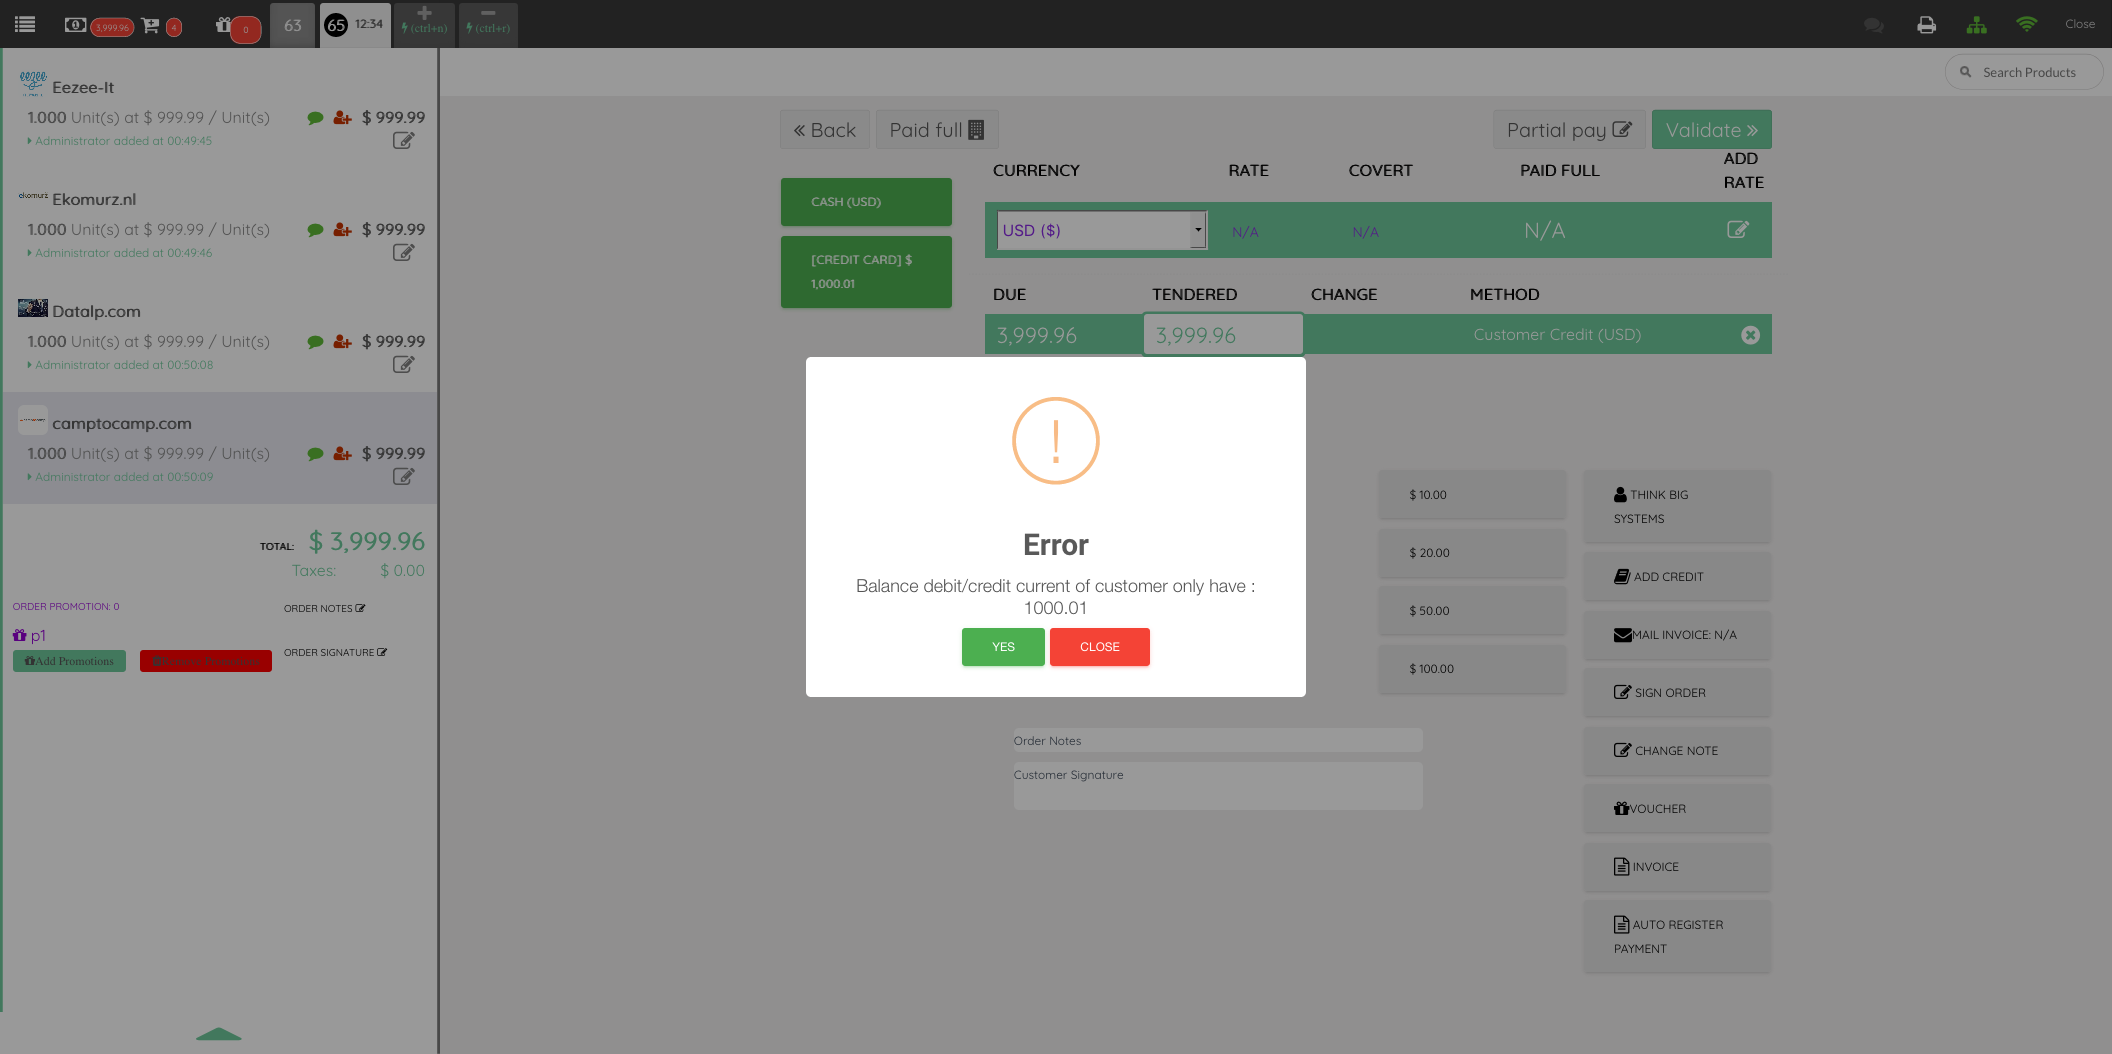 3,999.96
4
0
63
65 12:34
(ctrl+n)
(ctrl+r)
Close
Search Products
Eezee-It
1.000 Unit(s) at $ 999.99 / Unit(s)
$ 999.99
Administrator added at 00:49:45
ekomurz
Ekomurz.nl
1.000 Unit(s) at $ 999.99 / Unit(s)
$ 999.99
Administrator added at 00:49:46
Datalp.com
1.000 Unit(s) at $ 999.99 / Unit(s)
$ 999.99
Administrator added at 00:50:08
camptocamp.com
1.000 Unit(s) at $ 999.99 / Unit(s)
$ 999.99
Administrator added at 00:50:09
TOTAL: $ 3,999.96
Taxes: $ 0.00
ORDER PROMOTION: 0
ORDER NOTES
p1
ORDER SIGNATURE
Add Promotions
Back
Paid full
Partial pay
Validate
CASH (USD)
[CREDIT CARD] $
1,000.01
CURRENCY
RATE
COVERT
PAID FULL
ADD
RATE
USD ($)
N/A
N/A
N/A
DUE
TENDERED
CHANGE
METHOD
3,999.96
3,999.96
Customer Credit (USD)
!
Error
Balance debit/credit current of customer only have :
1000.01
YES
CLOSE
$ 10.00
$ 20.00
$ 50.00
$ 100.00
THINK BIG
SYSTEMS
ADD CREDIT
MAIL INVOICE: N/A
SIGN ORDER
CHANGE NOTE
VOUCHER
INVOICE
AUTO REGISTER
PAYMENT
Order Notes
Customer Signature